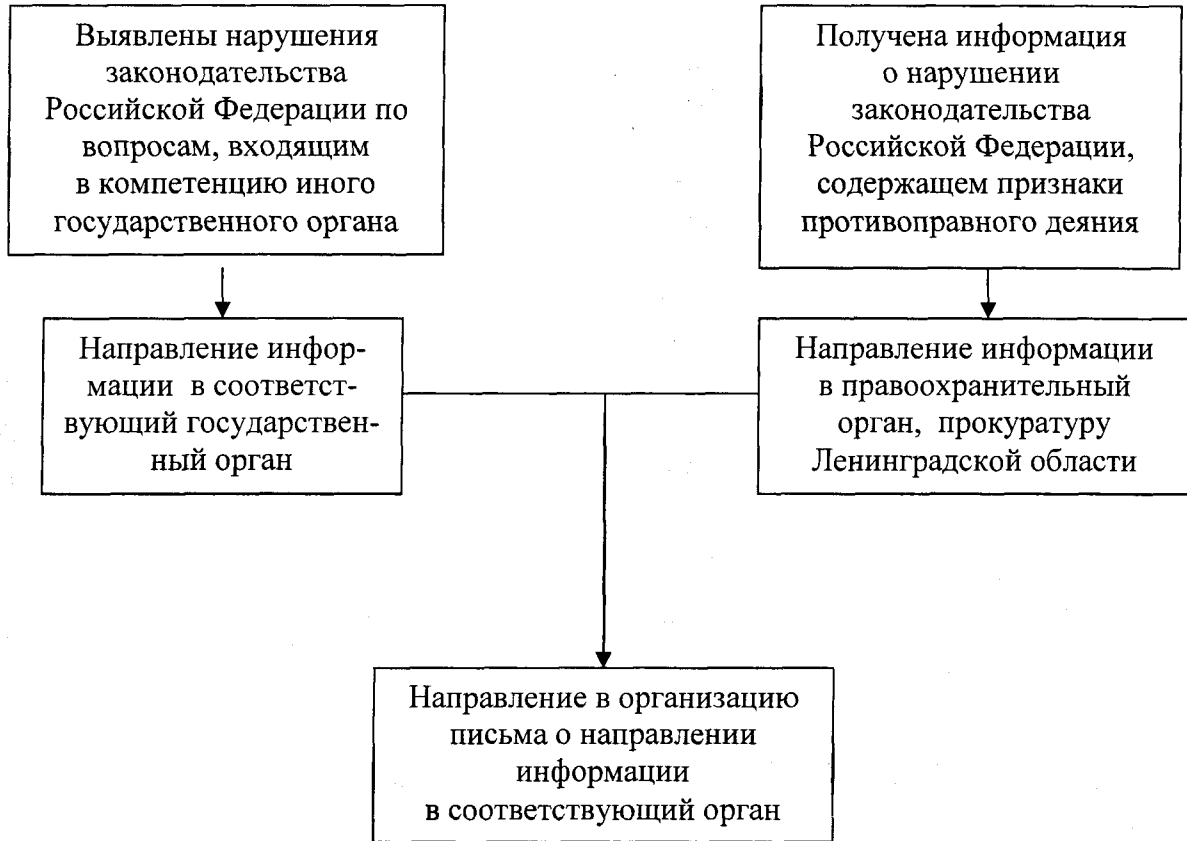 Выявлены нарушения
законодательства
Российской Федерации по
вопросам, входящим
в компетенцию иного
государственного органа
Получена информация
о нарушении
законодательства
Российской Федерации,
содержащем признаки
противоправного деяния
Направление инфор-
мации в соответст-
вующий государствен-
ный орган
Направление информации
в правоохранительный
орган, прокуратуру
Ленинградской области
Направление в организацию
письма о направлении
информации
в соответствующий орган